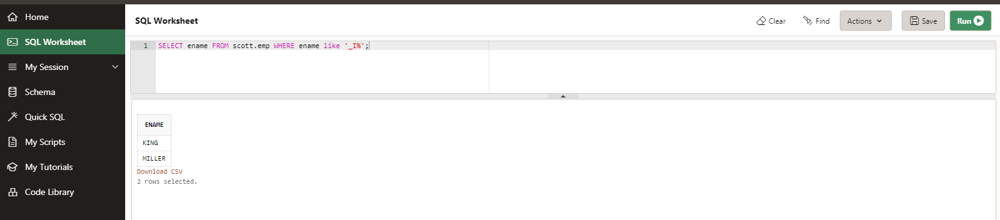 Home
SQL Worksheet
My Session
Schema
Quick SQL
My Scripts
My Tutorials
Code Library
SQL Worksheet
Clear
Find
Actions
Save
Run
1 SELECT ename FROM scott.emp WHERE ename like '_I%';
ENAME
KING
MILLER
Download CSV
2 rows selected.